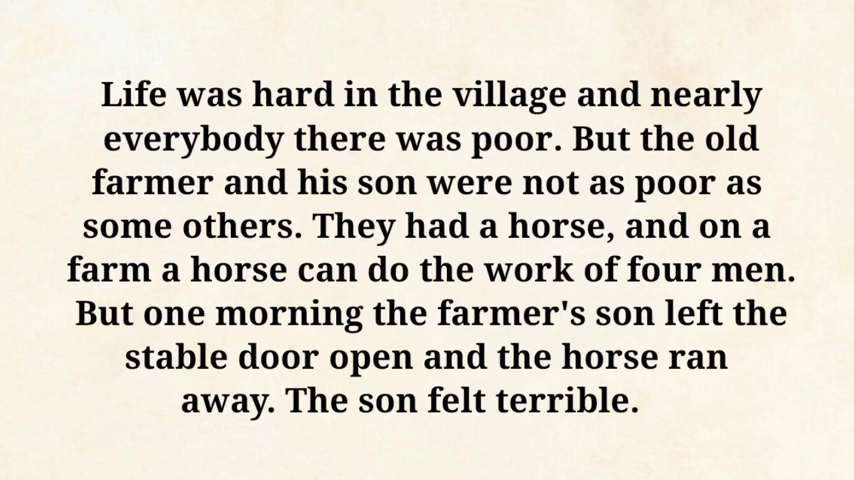 Life was hard in the village and nearly
everybody there was poor. But the old
farmer and his son were not as poor as
some others. They had a horse, and on a
farm a horse can do the work of four men.
But one morning the farmer's son left the
stable door open and the horse ran
away. The son felt terrible.